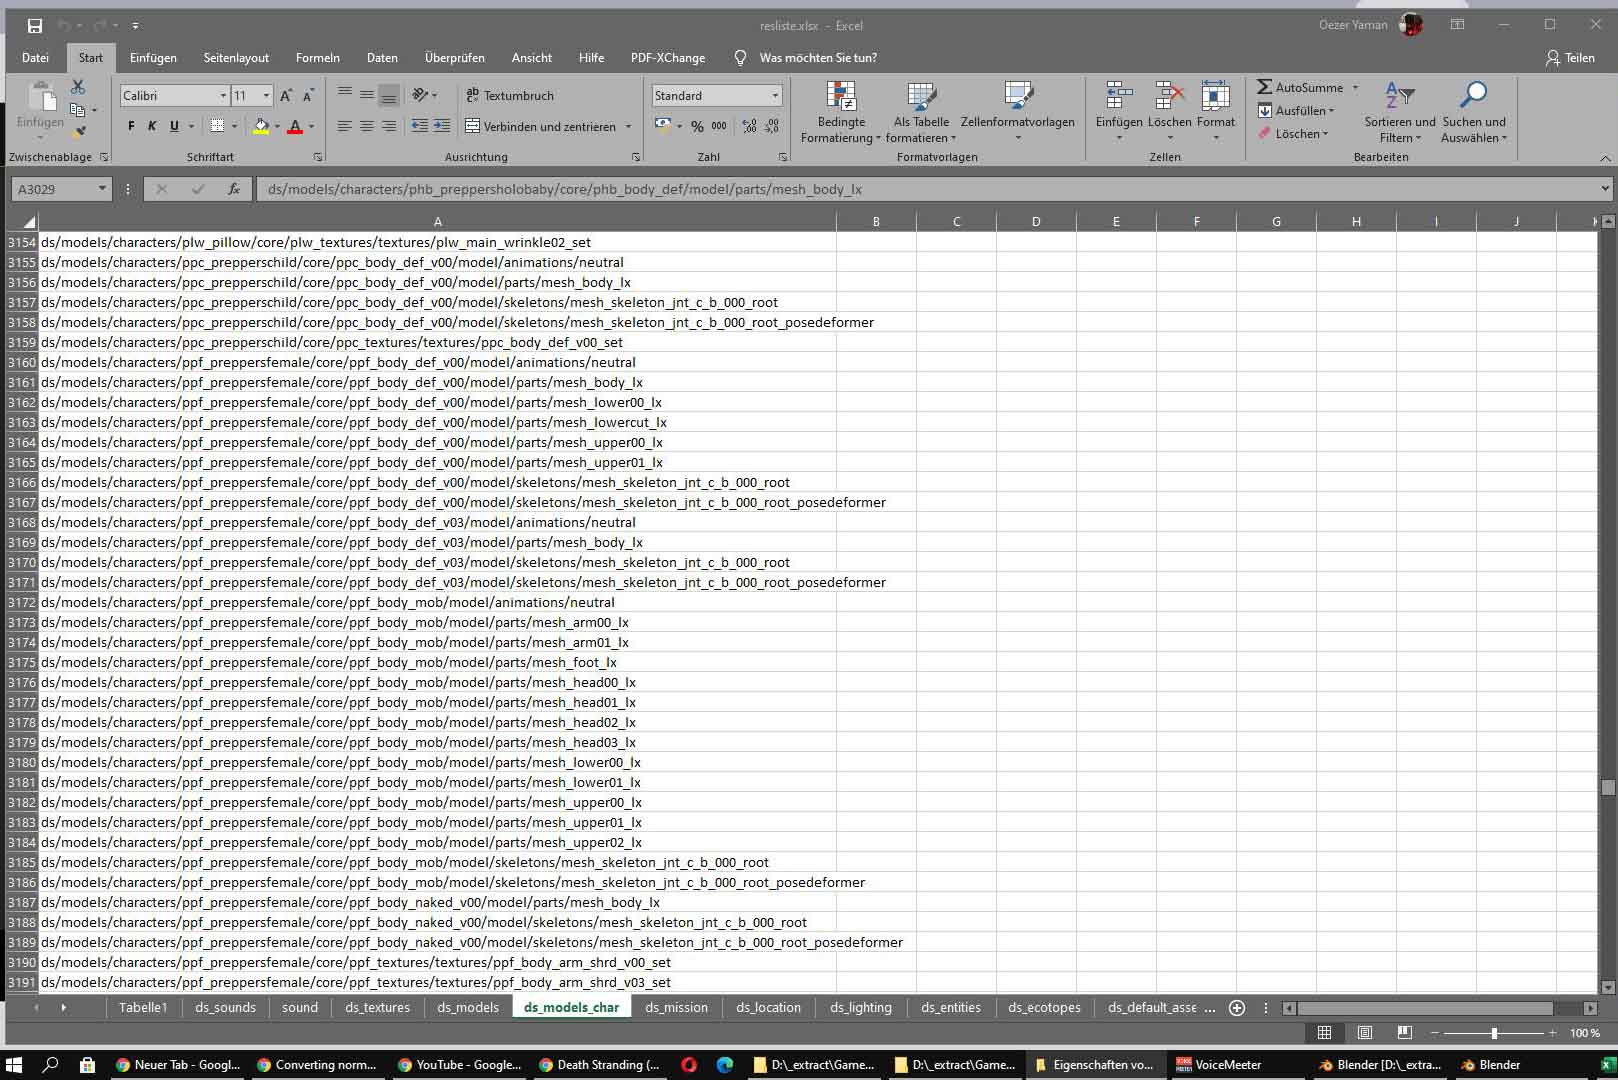 resliste.xlsx - Excel
Oezer Yaman
Datei Start Einfügen Seitenlayout Formeln Daten Überprüfen Ansicht Hilfe PDF-XChange Was möchten Sie tun? Teilen
Einfügen
Calibri 11
F K U
Textumbruch
Verbinden und zentrieren
Standard
% 000
Bedingte Formatierung
Als Tabelle formatieren
Zellenformatvorlagen
Einfügen Löschen Format
AutoSumme
Ausfüllen
Löschen
Sortieren und Filtern
Suchen und Auswählen
Zwischenablage Schriftart Ausrichtung Zahl Formatvorlagen Zellen Bearbeiten
A3029 fx ds/models/characters/phb_preppersholobaby/core/phb_body_def/model/parts/mesh_body_lx
A B C D E F G H I J
3154 ds/models/characters/plw_pillow/core/plw_textures/textures/plw_main_wrinkle02_set
3155 ds/models/characters/ppc_prepperschild/core/ppc_body_def_v00/model/animations/neutral
3156 ds/models/characters/ppc_prepperschild/core/ppc_body_def_v00/model/parts/mesh_body_lx
3157 ds/models/characters/ppc_prepperschild/core/ppc_body_def_v00/model/skeletons/mesh_skeleton_jnt_c_b_000_root
3158 ds/models/characters/ppc_prepperschild/core/ppc_body_def_v00/model/skeletons/mesh_skeleton_jnt_c_b_000_root_posedeformer
3159 ds/models/characters/ppc_prepperschild/core/ppc_textures/textures/ppc_body_def_v00_set
3160 ds/models/characters/ppf_preppersfemale/core/ppf_body_def_v00/model/animations/neutral
3161 ds/models/characters/ppf_preppersfemale/core/ppf_body_def_v00/model/parts/mesh_body_lx
3162 ds/models/characters/ppf_preppersfemale/core/ppf_body_def_v00/model/parts/mesh_lower00_lx
3163 ds/models/characters/ppf_preppersfemale/core/ppf_body_def_v00/model/parts/mesh_lowercut_lx
3164 ds/models/characters/ppf_preppersfemale/core/ppf_body_def_v00/model/parts/mesh_upper00_lx
3165 ds/models/characters/ppf_preppersfemale/core/ppf_body_def_v00/model/parts/mesh_upper01_lx
3166 ds/models/characters/ppf_preppersfemale/core/ppf_body_def_v00/model/skeletons/mesh_skeleton_jnt_c_b_000_root
3167 ds/models/characters/ppf_preppersfemale/core/ppf_body_def_v00/model/skeletons/mesh_skeleton_jnt_c_b_000_root_posedeformer
3168 ds/models/characters/ppf_preppersfemale/core/ppf_body_def_v03/model/animations/neutral
3169 ds/models/characters/ppf_preppersfemale/core/ppf_body_def_v03/model/parts/mesh_body_lx
3170 ds/models/characters/ppf_preppersfemale/core/ppf_body_def_v03/model/skeletons/mesh_skeleton_jnt_c_b_000_root
3171 ds/models/characters/ppf_preppersfemale/core/ppf_body_def_v03/model/skeletons/mesh_skeleton_jnt_c_b_000_root_posedeformer
3172 ds/models/characters/ppf_preppersfemale/core/ppf_body_mob/model/animations/neutral
3173 ds/models/characters/ppf_preppersfemale/core/ppf_body_mob/model/parts/mesh_arm00_lx
3174 ds/models/characters/ppf_preppersfemale/core/ppf_body_mob/model/parts/mesh_arm01_lx
3175 ds/models/characters/ppf_preppersfemale/core/ppf_body_mob/model/parts/mesh_foot_lx
3176 ds/models/characters/ppf_preppersfemale/core/ppf_body_mob/model/parts/mesh_head00_lx
3177 ds/models/characters/ppf_preppersfemale/core/ppf_body_mob/model/parts/mesh_head01_lx
3178 ds/models/characters/ppf_preppersfemale/core/ppf_body_mob/model/parts/mesh_head02_lx
3179 ds/models/characters/ppf_preppersfemale/core/ppf_body_mob/model/parts/mesh_head03_lx
3180 ds/models/characters/ppf_preppersfemale/core/ppf_body_mob/model/parts/mesh_lower00_lx
3181 ds/models/characters/ppf_preppersfemale/core/ppf_body_mob/model/parts/mesh_lower01_lx
3182 ds/models/characters/ppf_preppersfemale/core/ppf_body_mob/model/parts/mesh_upper00_lx
3183 ds/models/characters/ppf_preppersfemale/core/ppf_body_mob/model/parts/mesh_upper01_lx
3184 ds/models/characters/ppf_preppersfemale/core/ppf_body_mob/model/parts/mesh_upper02_lx
3185 ds/models/characters/ppf_preppersfemale/core/ppf_body_mob/model/skeletons/mesh_skeleton_jnt_c_b_000_root
3186 ds/models/characters/ppf_preppersfemale/core/ppf_body_mob/model/skeletons/mesh_skeleton_jnt_c_b_000_root_posedeformer
3187 ds/models/characters/ppf_preppersfemale/core/ppf_body_naked_v00/model/parts/mesh_body_lx
3188 ds/models/characters/ppf_preppersfemale/core/ppf_body_naked_v00/model/skeletons/mesh_skeleton_jnt_c_b_000_root
3189 ds/models/characters/ppf_preppersfemale/core/ppf_body_naked_v00/model/skeletons/mesh_skeleton_jnt_c_b_000_root_posedeformer
3190 ds/models/characters/ppf_preppersfemale/core/ppf_textures/textures/ppf_body_arm_shrd_v00_set
3191 ds/models/characters/ppf_preppersfemale/core/ppf_textures/textures/ppf_body_arm_shrd_v03_set
Tabelle1 ds_sounds sound ds_textures ds_models ds_models_char ds_mission ds_location ds_lighting ds_entities ds_ecotopes ds_default_asse ...
100 %
Neuer Tab - Googl... Converting norm... YouTube - Google... Death Stranding (... D:\_extract\Game... D:\_extract\Game... Eigenschaften vo... VoiceMeeter Blender [D:\_extra... Blender